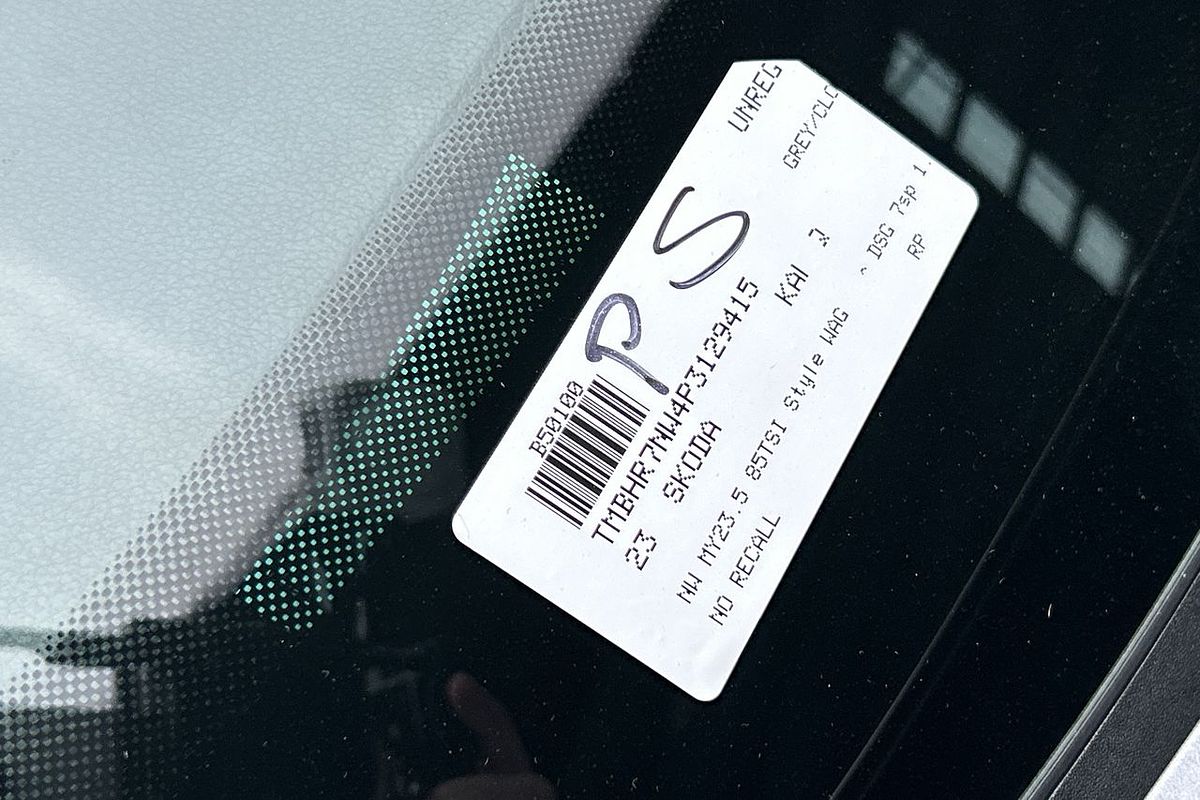 UNREG
B50100
PS
GREY/CLO
TMBHR7NW4P3129415
23 SKODA KAI
NW MY23.5 85TSI Style WAG ^ DSG 7sp 1.
NO RECALL RP